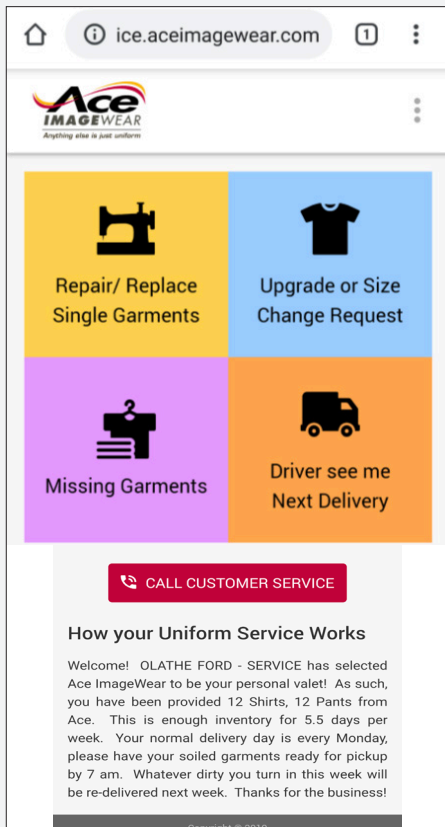 ice.aceimagewear.com
1
Ace
IMAGEWEAR
Anything else is just uniform
Repair/ Replace
Single Garments
Upgrade or Size
Change Request
Missing Garments
Driver see me
Next Delivery
CALL CUSTOMER SERVICE
How your Uniform Service Works
Welcome! OLATHE FORD - SERVICE has selected
Ace ImageWear to be your personal valet! As such,
you have been provided 12 Shirts, 12 Pants from
Ace. This is enough inventory for 5.5 days per
week. Your normal delivery day is every Monday,
please have your soiled garments ready for pickup
by 7 am. Whatever dirty you turn in this week will
be re-delivered next week. Thanks for the business!